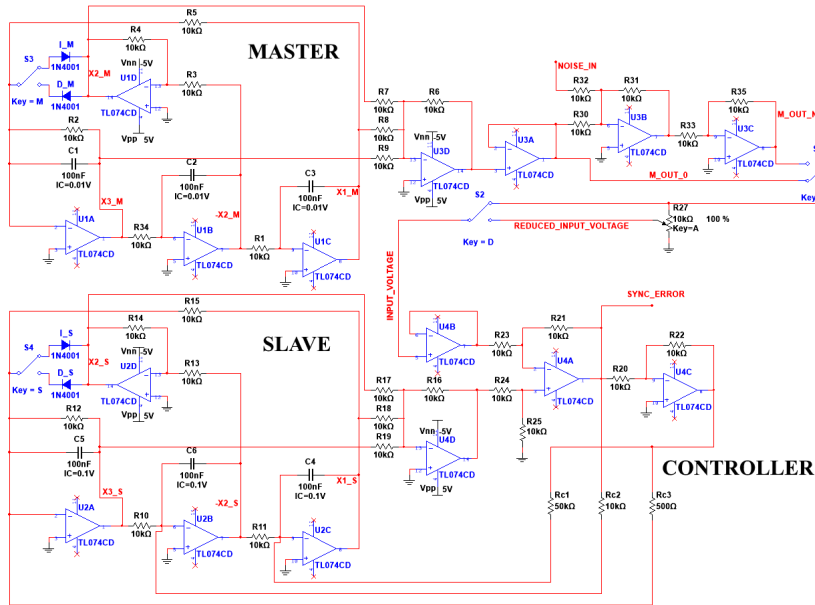 MASTER
S3
Key = M
I_M
1N4001
D_M
1N4001
X2_M
R4
10kΩ
R5
10kΩ
Vnn -5V
U1D
TL074CD
Vpp 5V
R3
10kΩ
R2
10kΩ
C1
100nF
IC=0.01V
C2
100nF
IC=0.01V
C3
100nF
IC=0.01V
X3_M
-X2_M
X1_M
U1A
TL074CD
R34
10kΩ
U1B
TL074CD
R1
10kΩ
U1C
TL074CD
R7
10kΩ
R8
10kΩ
R9
10kΩ
R6
10kΩ
Vnn -5V
U3D
TL074CD
Vpp 5V
U3A
TL074CD
NOISE_IN
R32
10kΩ
R31
10kΩ
R30
10kΩ
U3B
TL074CD
R33
10kΩ
R35
10kΩ
U3C
TL074CD
M_OUT_N
M_OUT_0
S
Key
S2
Key = D
REDUCED_INPUT_VOLTAGE
R27
10kΩ
Key=A
100 %
INPUT_VOLTAGE
SLAVE
S4
Key = S
I_S
1N4001
D_S
1N4001
X2_S
R14
10kΩ
R15
10kΩ
Vnn -5V
U2D
TL074CD
Vpp 5V
R13
10kΩ
R12
10kΩ
C5
100nF
IC=0.1V
C6
100nF
IC=0.1V
C4
100nF
IC=0.1V
X3_S
-X2_S
X1_S
U2A
TL074CD
R10
10kΩ
U2B
TL074CD
R11
10kΩ
U2C
TL074CD
R17
10kΩ
R18
10kΩ
R19
10kΩ
R16
10kΩ
Vnn -5V
U4D
TL074CD
Vpp 5V
U4B
TL074CD
R23
10kΩ
R24
10kΩ
R25
10kΩ
R21
10kΩ
U4A
TL074CD
SYNC_ERROR
R20
10kΩ
R22
10kΩ
U4C
TL074CD
CONTROLLER
Rc1
50kΩ
Rc2
10kΩ
Rc3
500Ω